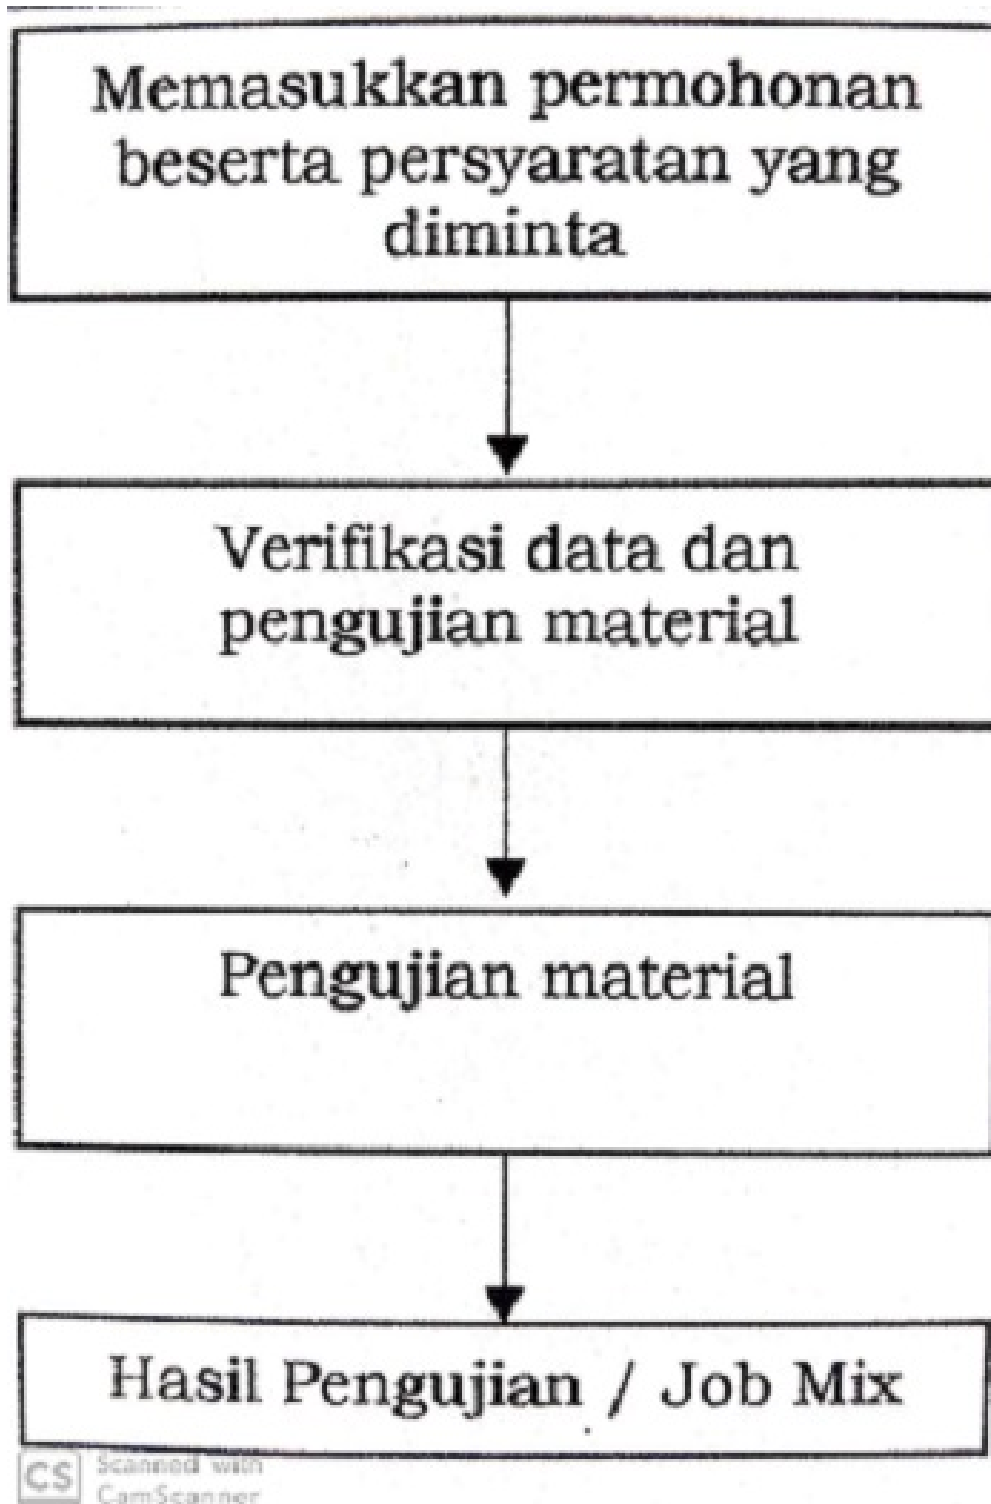 Memasukkan permohonan
beserta persyaratan yang
diminta
Verifikasi data dan
pengujian material
Pengujian material
Hasil Pengujian / Job Mix
CS Scanned with
CamScanner